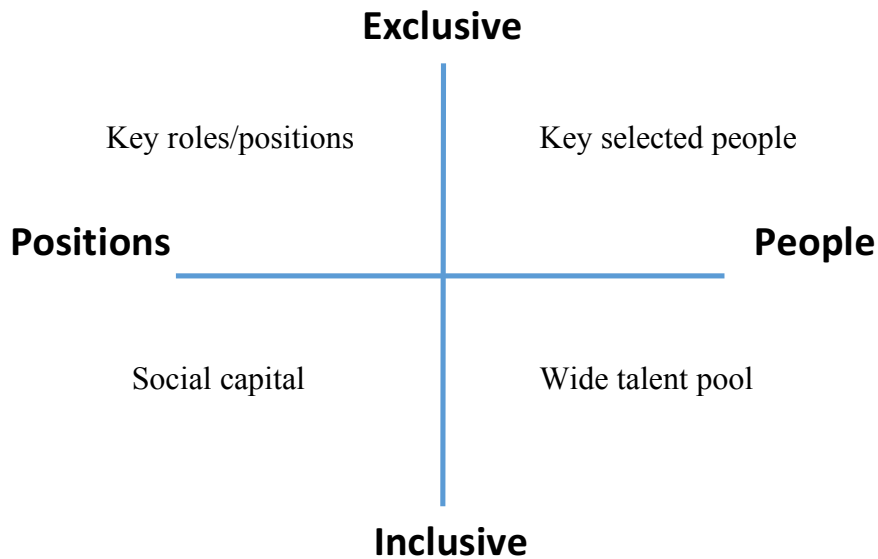 Exclusive
Key roles/positions
Key selected people
Positions
People
Social capital
Wide talent pool
Inclusive